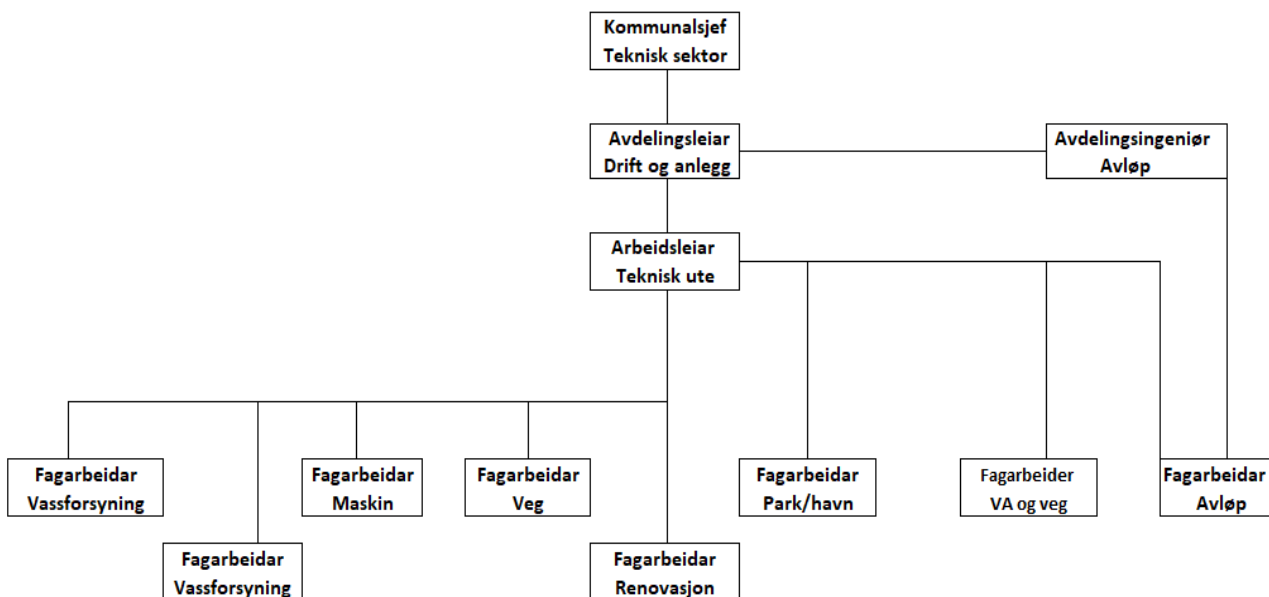 Kommunalsjef
Teknisk sektor
Avdelingsleiar
Drift og anlegg
Avdelingsingeniør
Avløp
Arbeidsleiar
Teknisk ute
Fagarbeidar
Vassforsyning
Fagarbeidar
Maskin
Fagarbeidar
Veg
Fagarbeidar
Park/havn
Fagarbeider
VA og veg
Fagarbeidar
Avløp
Fagarbeidar
Vassforsyning
Fagarbeidar
Renovasjon